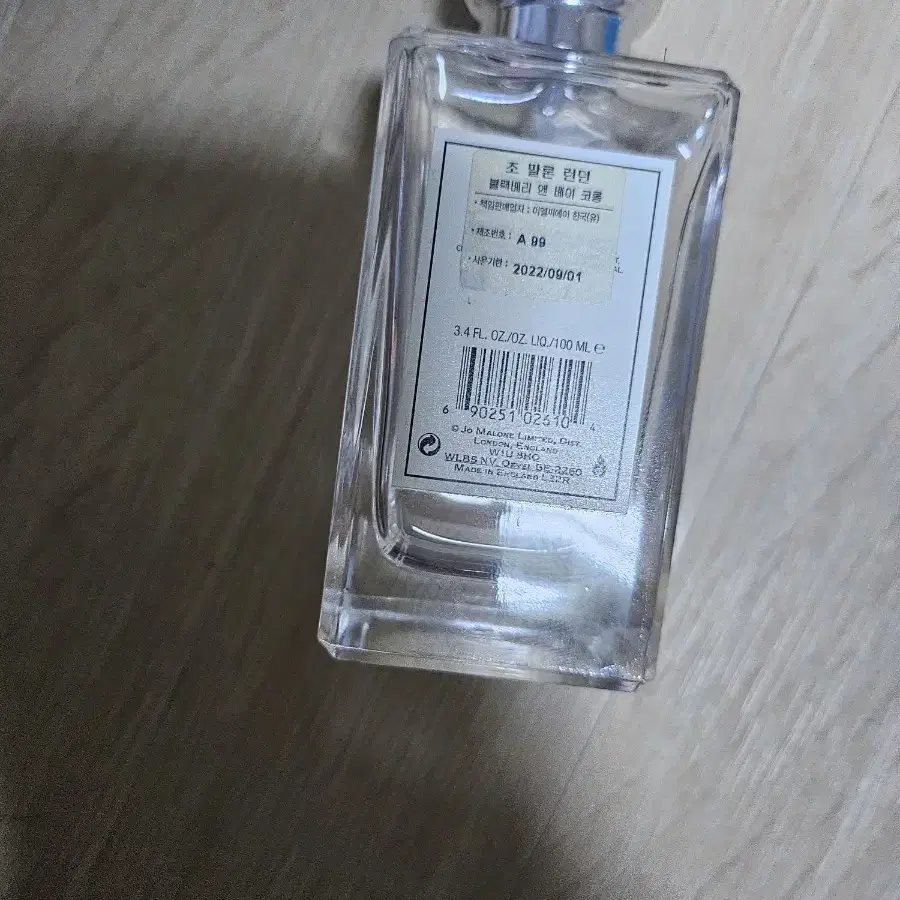 조 말론 런던
블랙베리 앤 베이 코롱
· 책임판매업자 : 이엘씨에이 한국(유)
· 제조번호 : A 99
· 사용기한 : 2022/09/01
3.4 FL. OZ./OZ. LIQ./100 ML ℮
6 90251 02610 4
© Jo Malone Limited, Dist.
London, England
W1U 8HQ
WLBS NV, Oevel BE-2260
Made in England